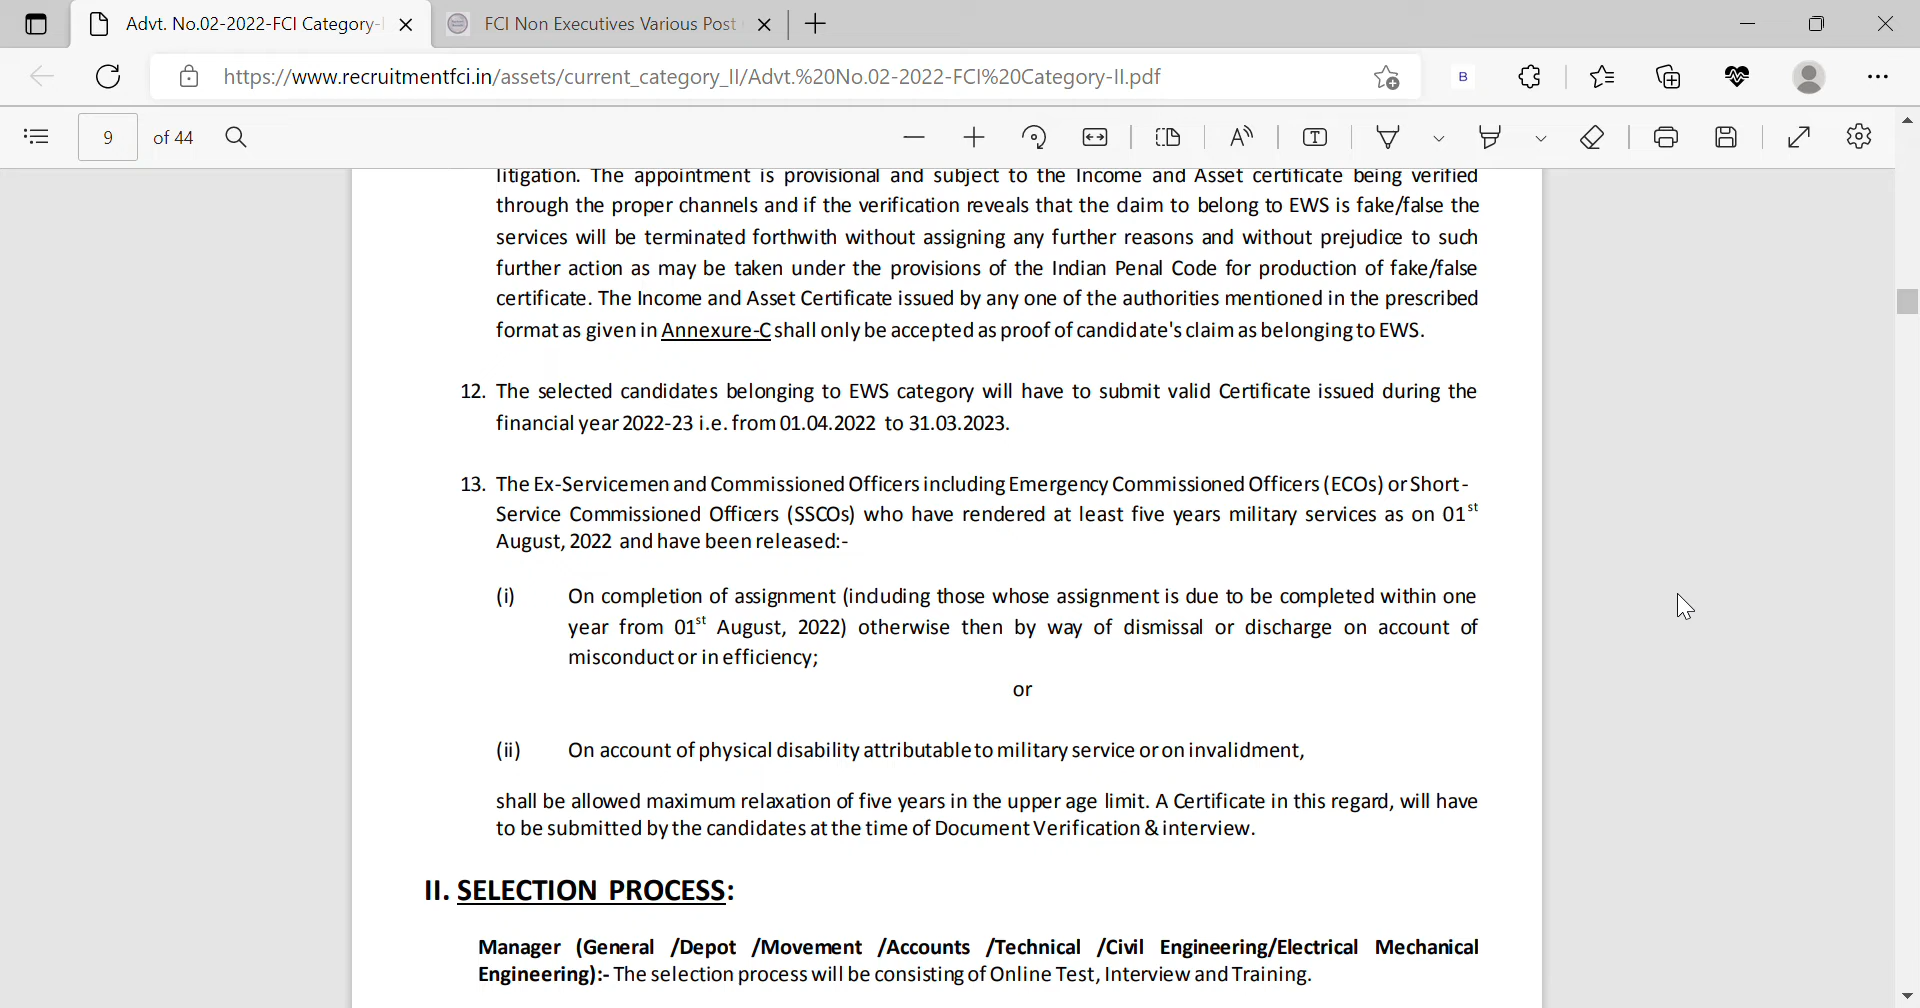 Advt. No.02-2022-FCI Category-
FCI Non Executives Various Post
https://www.recruitmentfci.in/assets/current_category_II/Advt.%20No.02-2022-FCI%20Category-II.pdf
B
9 of 44
litigation. The appointment is provisional and subject to the Income and Asset certificate being verified
through the proper channels and if the verification reveals that the claim to belong to EWS is fake/false the
services will be terminated forthwith without assigning any further reasons and without prejudice to such
further action as may be taken under the provisions of the Indian Penal Code for production of fake/false
certificate. The Income and Asset Certificate issued by any one of the authorities mentioned in the prescribed
format as given in Annexure-C shall only be accepted as proof of candidate's claim as belonging to EWS.
12. The selected candidates belonging to EWS category will have to submit valid Certificate issued during the
financial year 2022-23 i.e. from 01.04.2022 to 31.03.2023.
13. The Ex-Servicemen and Commissioned Officers including Emergency Commissioned Officers (ECOs) or Short-
Service Commissioned Officers (SSCOs) who have rendered at least five years military services as on 01st
August, 2022 and have been released:-
(i) On completion of assignment (including those whose assignment is due to be completed within one
year from 01st August, 2022) otherwise then by way of dismissal or discharge on account of
misconduct or in efficiency;
or
(ii) On account of physical disability attributable to military service or on invalidment,
shall be allowed maximum relaxation of five years in the upper age limit. A Certificate in this regard, will have
to be submitted by the candidates at the time of Document Verification & interview.
II. SELECTION PROCESS:
Manager (General /Depot /Movement /Accounts /Technical /Civil Engineering/Electrical Mechanical
Engineering):- The selection process will be consisting of Online Test, Interview and Training.